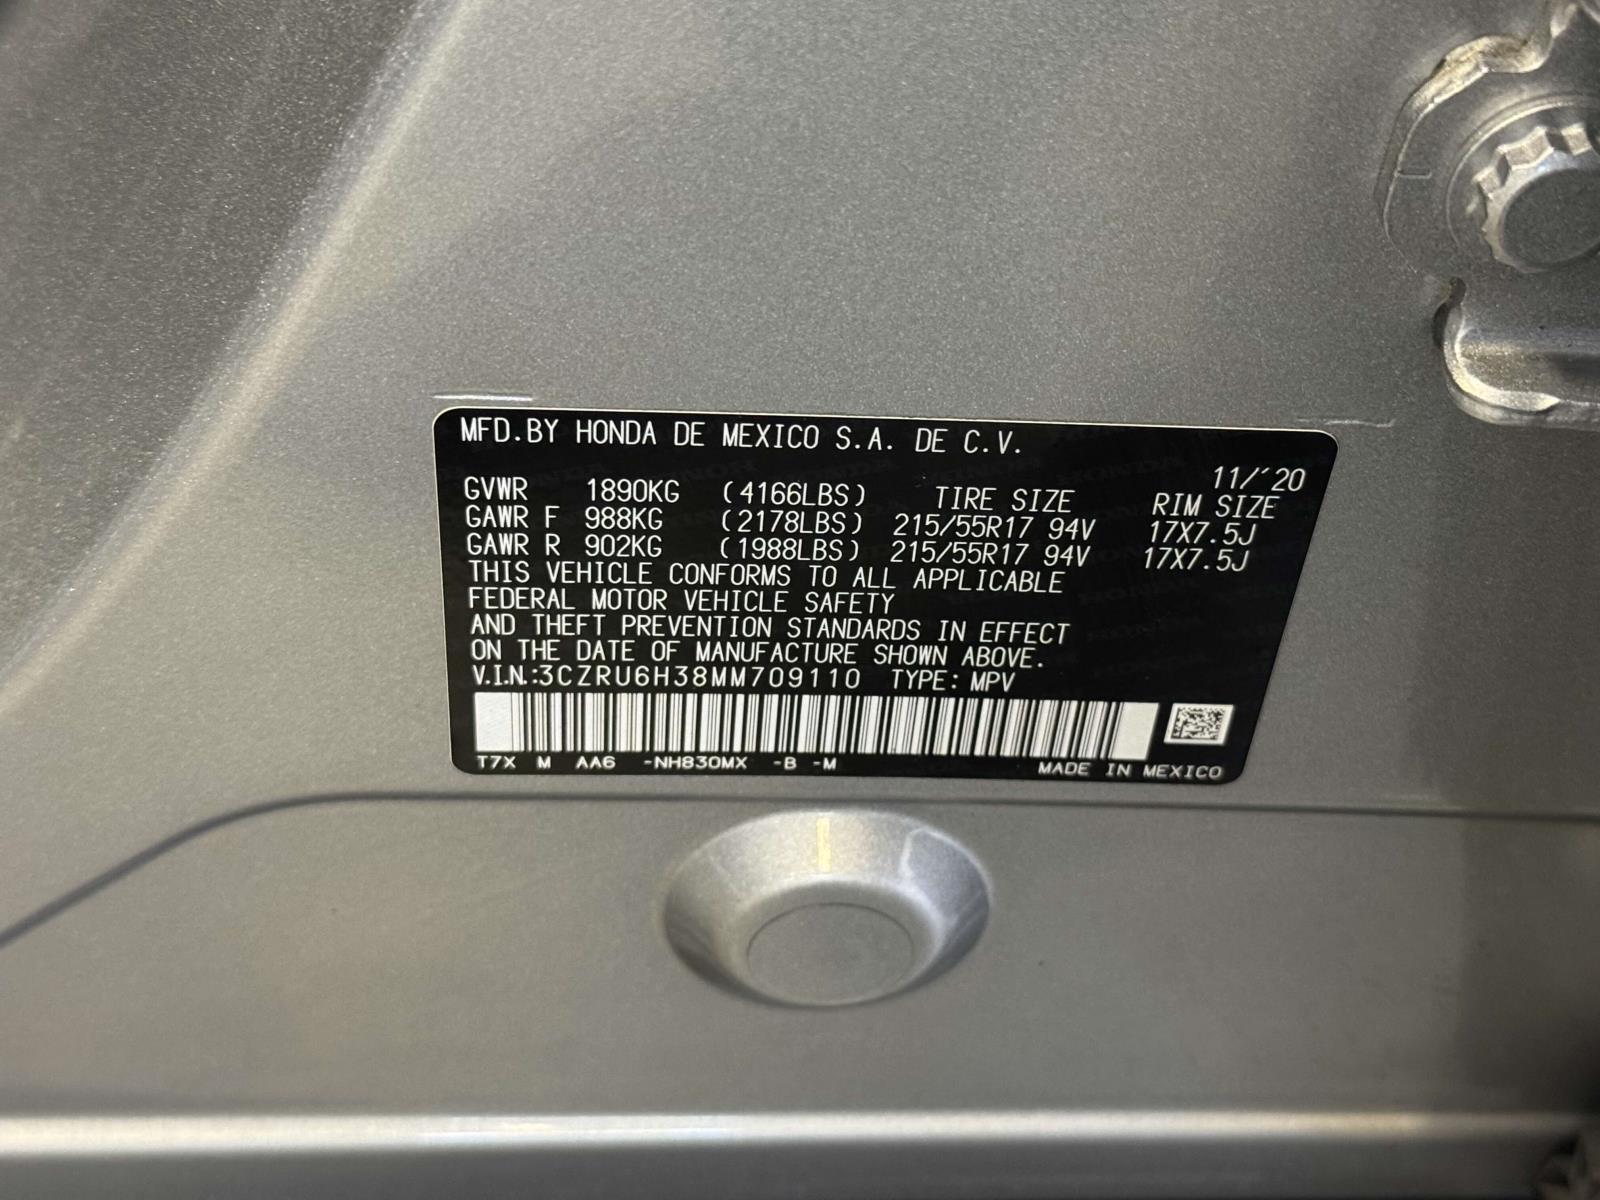 MFD.BY HONDA DE MEXICO S.A. DE C.V.
11/'20
GVWR 1890KG (4166LBS) TIRE SIZE RIM SIZE
GAWR F 988KG (2178LBS) 215/55R17 94V 17X7.5J
GAWR R 902KG (1988LBS) 215/55R17 94V 17X7.5J
THIS VEHICLE CONFORMS TO ALL APPLICABLE
FEDERAL MOTOR VEHICLE SAFETY
AND THEFT PREVENTION STANDARDS IN EFFECT
ON THE DATE OF MANUFACTURE SHOWN ABOVE.
V.I.N.:3CZRU6H38MM709110 TYPE: MPV
T7X M AA6 -NH830MX -B -M
MADE IN MEXICO